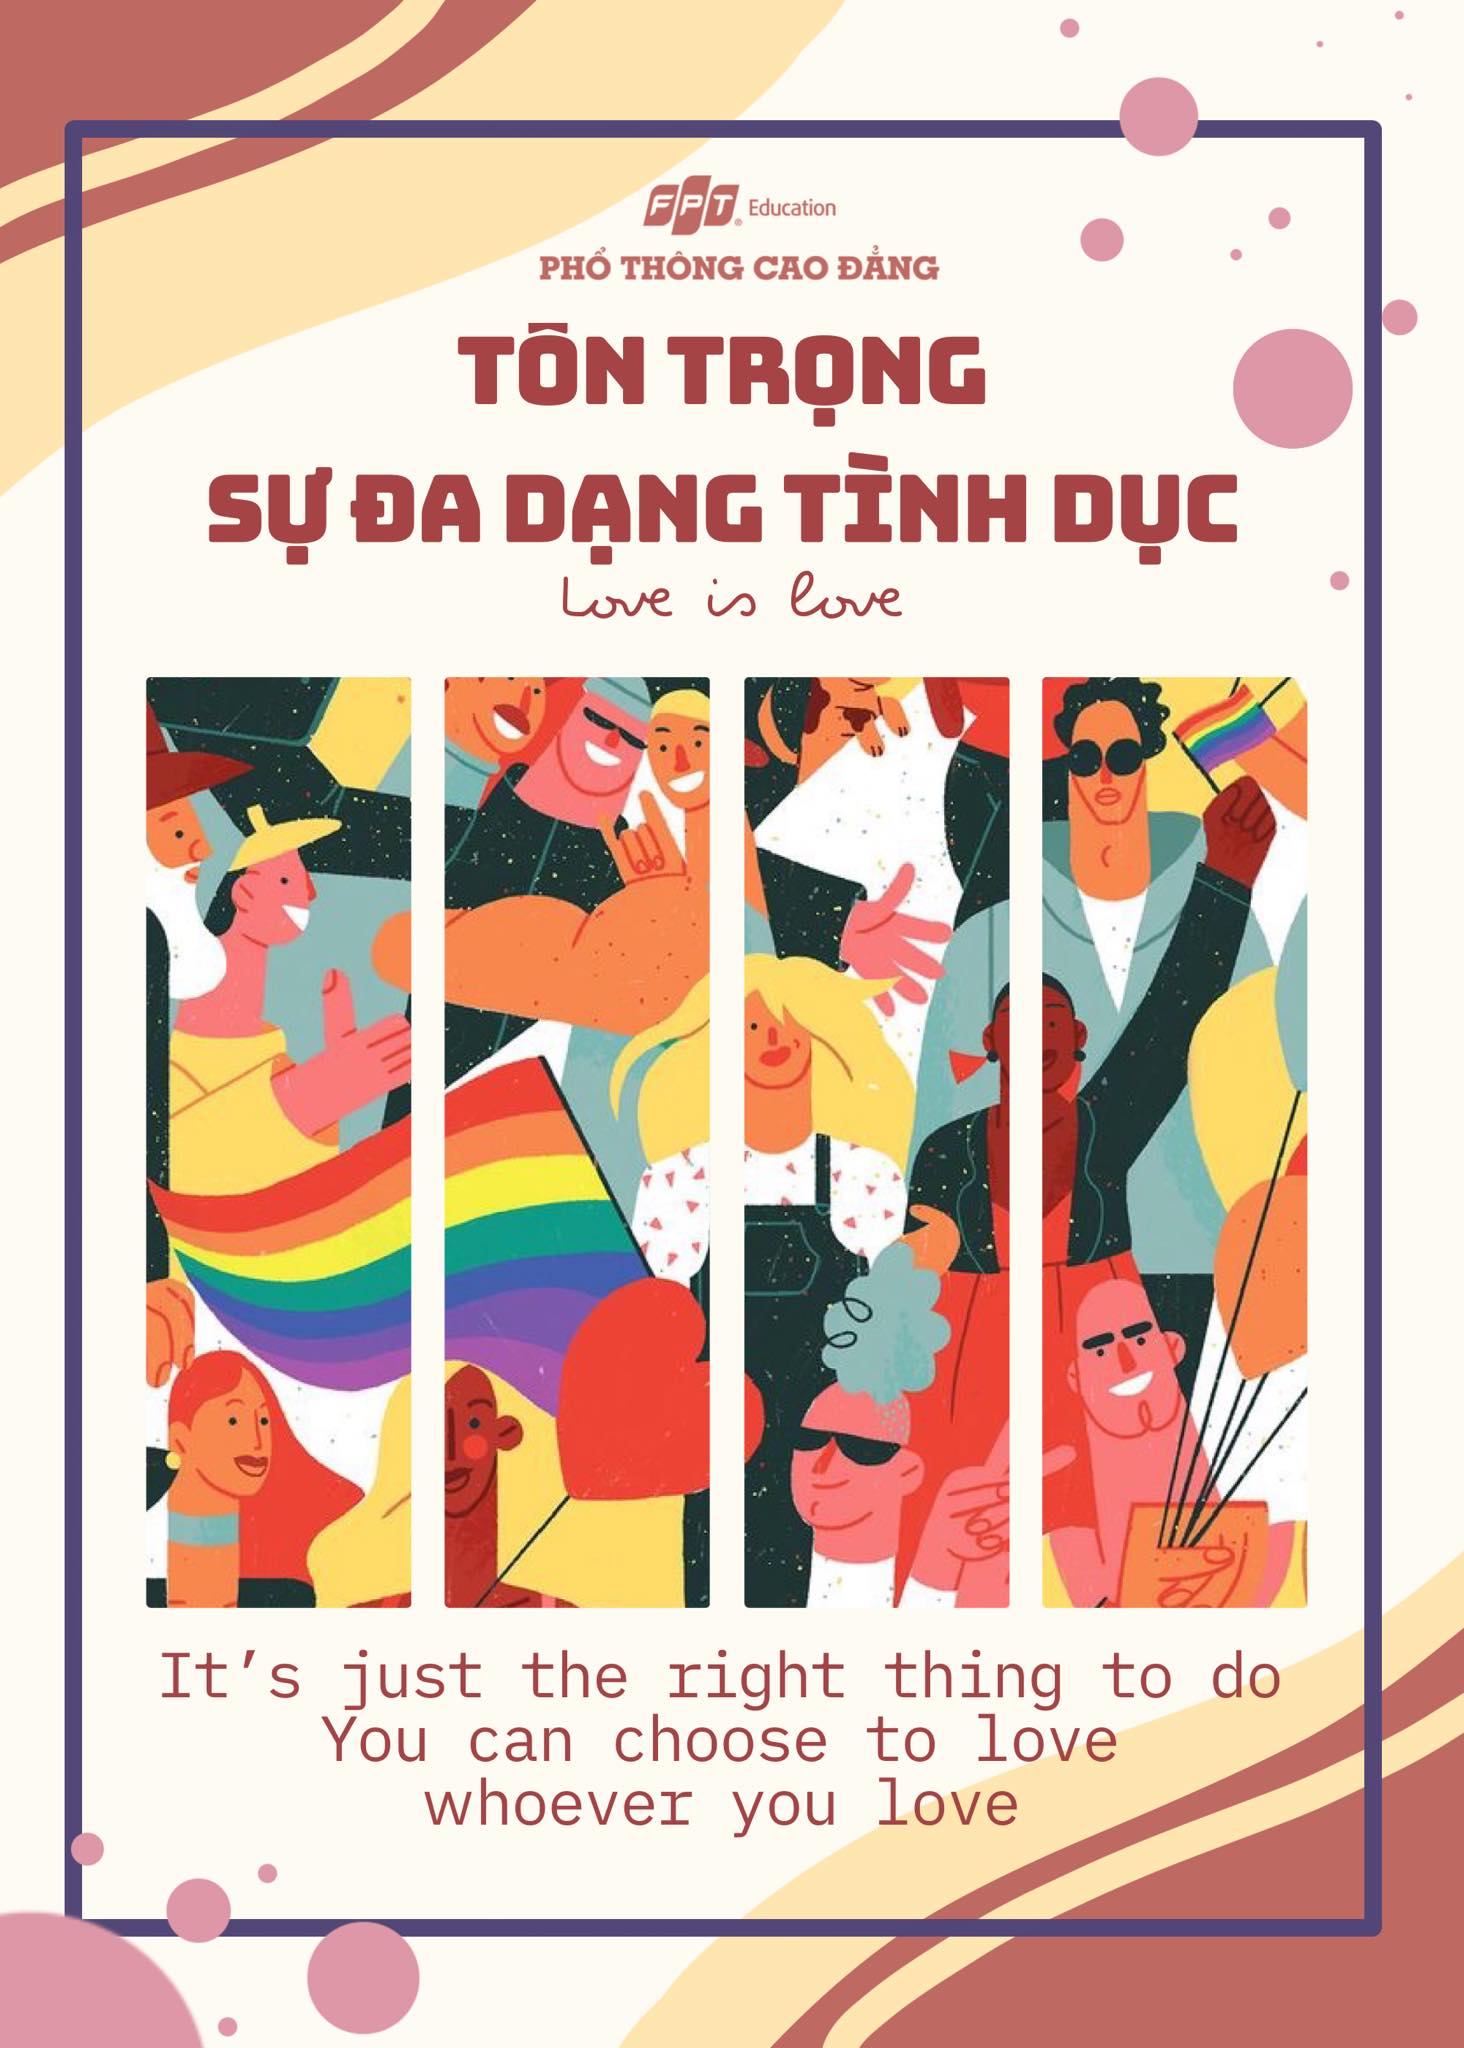 FPT Education
PHỔ THÔNG CAO ĐẲNG
TÔN TRỌNG
SỰ ĐA DẠNG TÌNH DỤC
Love is love
It’s just the right thing to do
You can choose to love
whoever you love